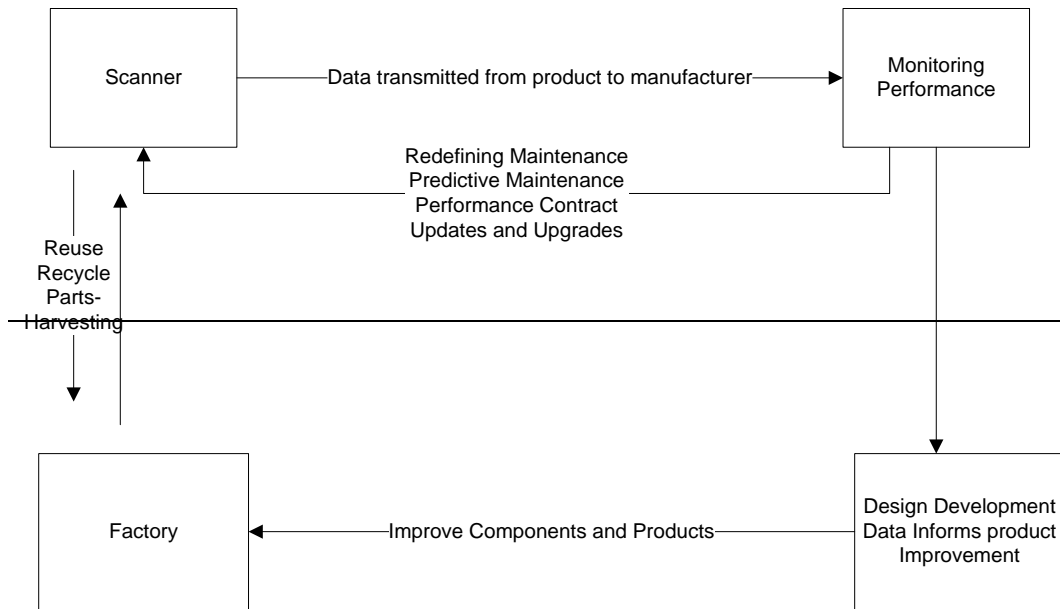 Scanner
Data transmitted from product to manufacturer
Monitoring
Performance
Redefining Maintenance
Predictive Maintenance
Performance Contract
Updates and Upgrades
Reuse
Recycle
Parts-
Harvesting
Factory
Improve Components and Products
Design Development
Data Informs product
Improvement